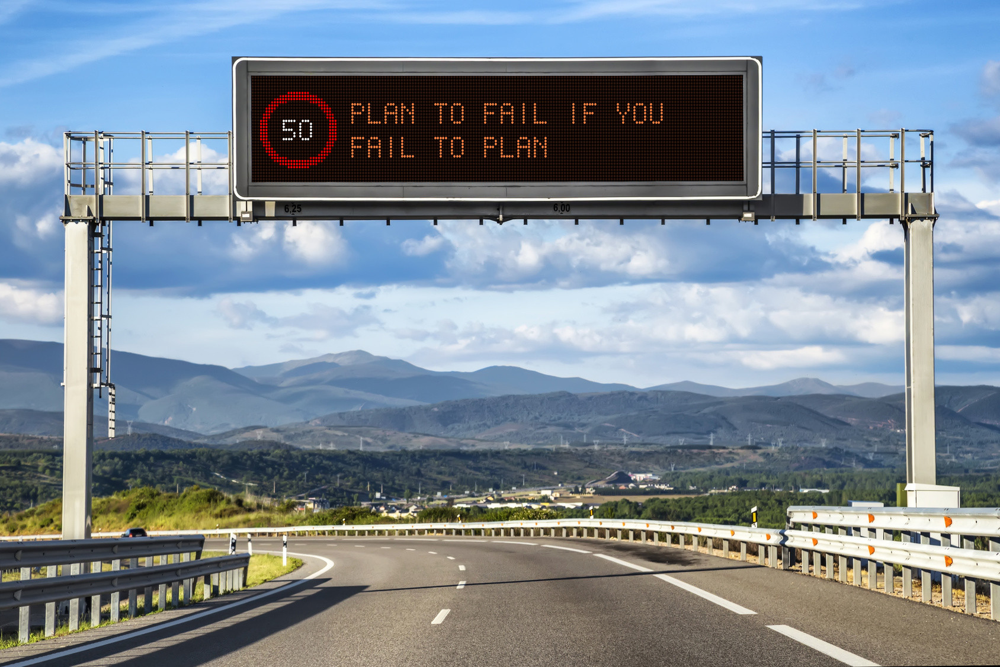 50
PLAN TO FAIL IF YOU
FAIL TO PLAN
6,25
6,00